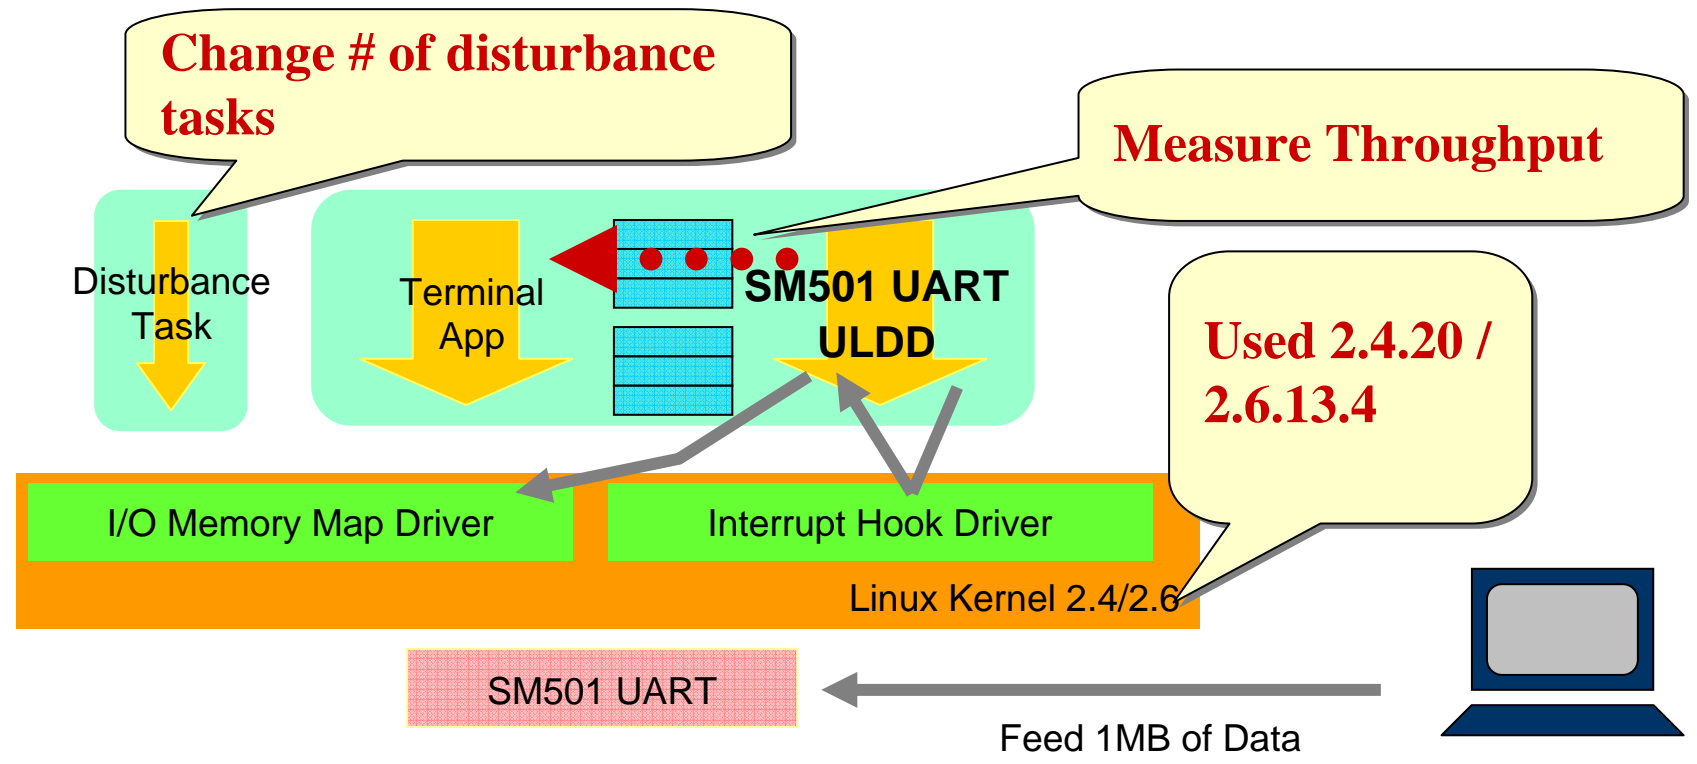 Change # of disturbance
tasks
Measure Throughput
Disturbance
Task
Terminal
App
SM501 UART
ULDD
Used 2.4.20 /
2.6.13.4
I/O Memory Map Driver
Interrupt Hook Driver
Linux Kernel 2.4/2.6
SM501 UART
Feed 1MB of Data